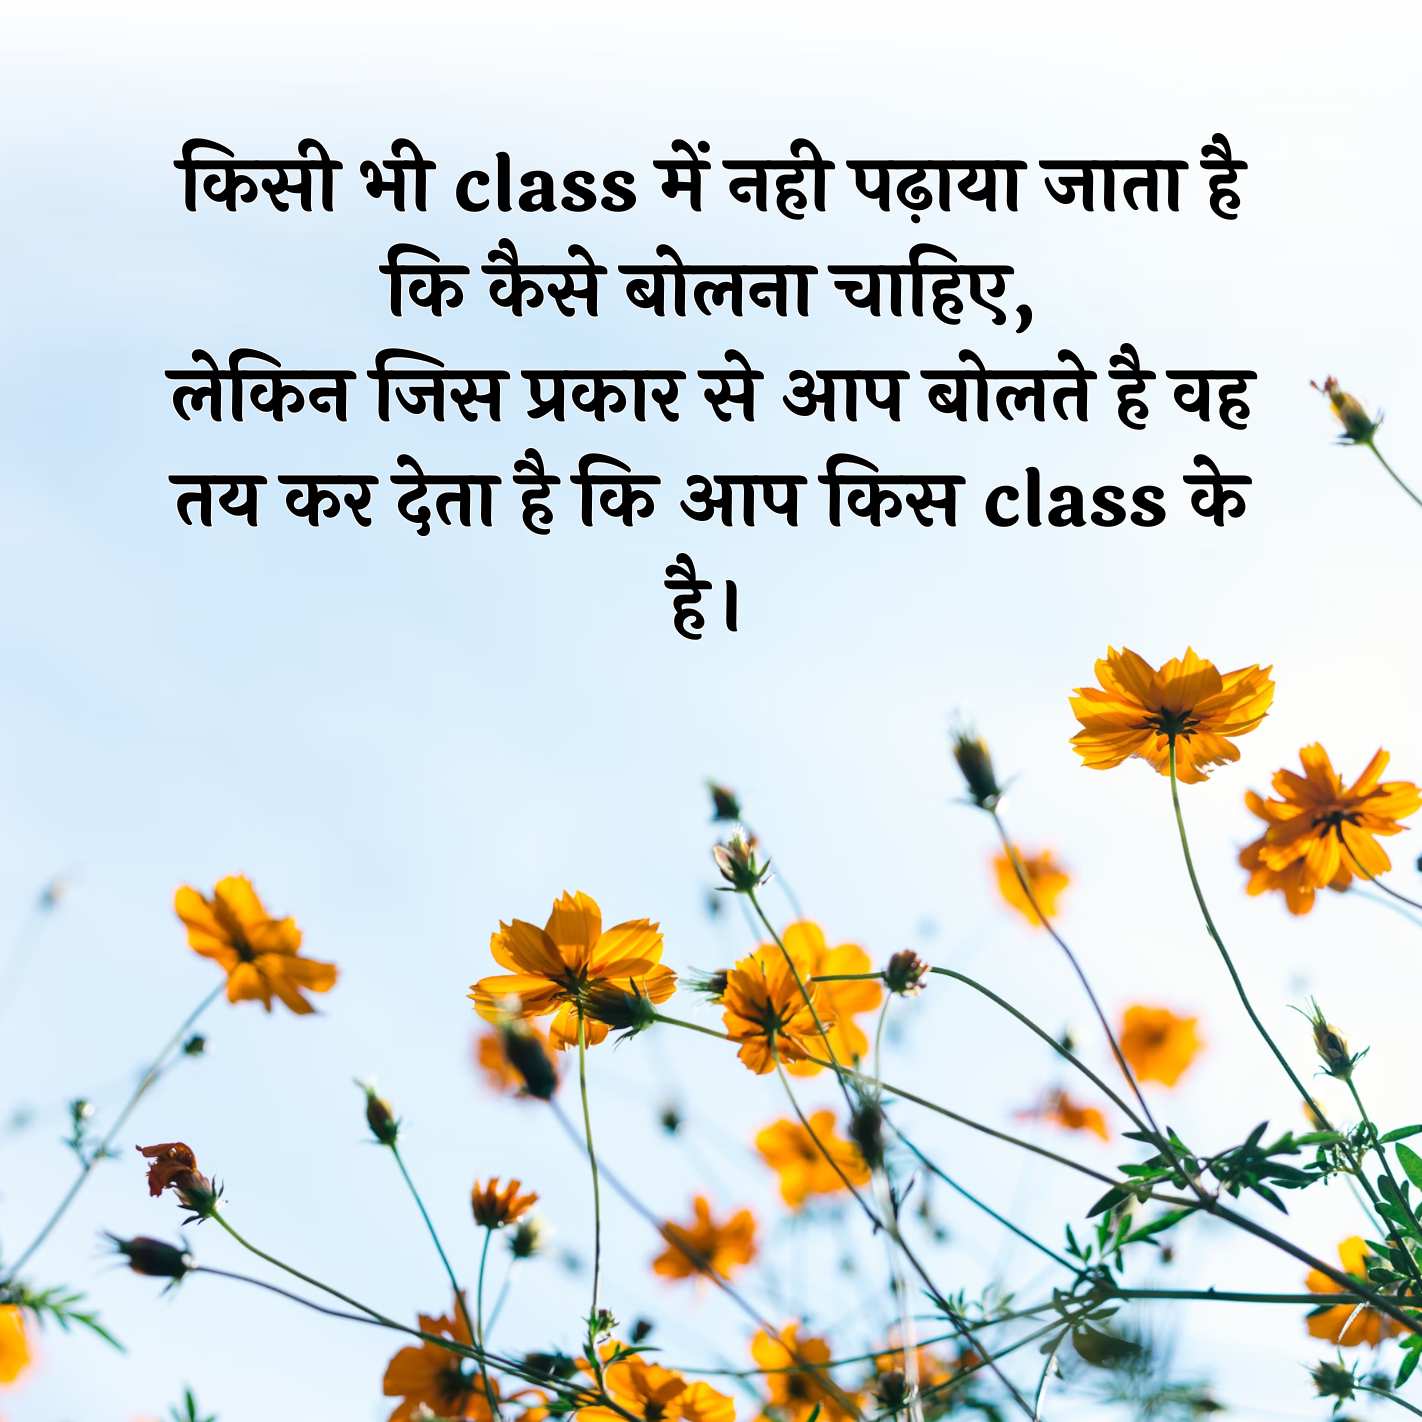 किसी भी class में नही पढ़ाया जाता है
कि कैसे बोलना चाहिए,
लेकिन जिस प्रकार से आप बोलते है वह
तय कर देता है कि आप किस class के
है।